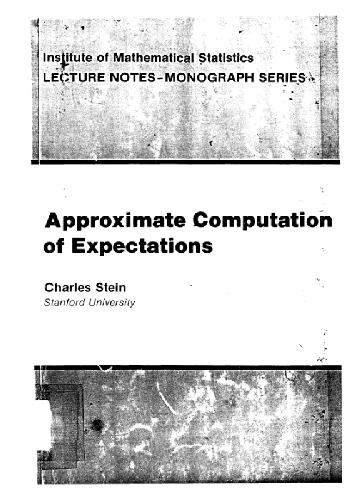 Institute of Mathematical Statistics
LECTURE NOTES–MONOGRAPH SERIES
Approximate Computation
of Expectations
Charles Stein
Stanford University